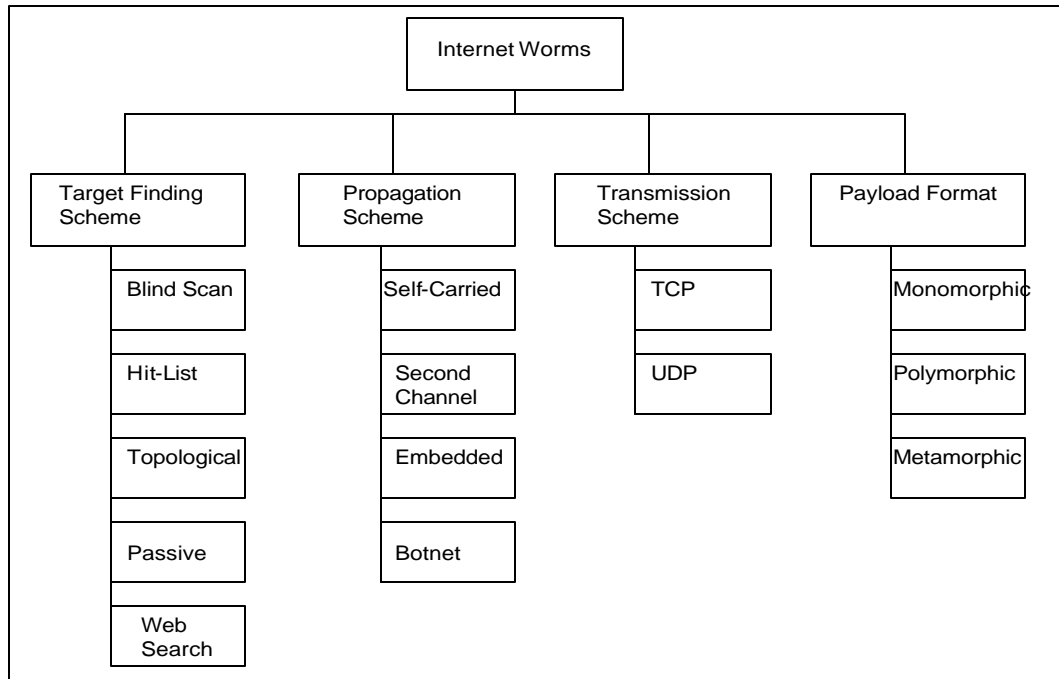 Internet Worms
Target Finding
Scheme
Propagation
Scheme
Transmission
Scheme
Payload Format
Blind Scan
Self-Carried
TCP
Monomorphic
Hit-List
Second
Channel
UDP
Polymorphic
Topological
Embedded
Metamorphic
Passive
Botnet
Web
Search